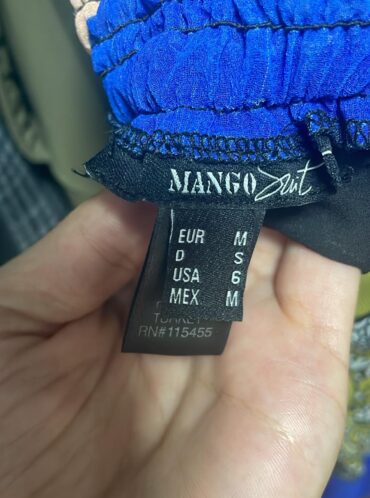 MANGO Suit
EUR M
D S
USA 6
MEX M
TURKEY
RN#115455